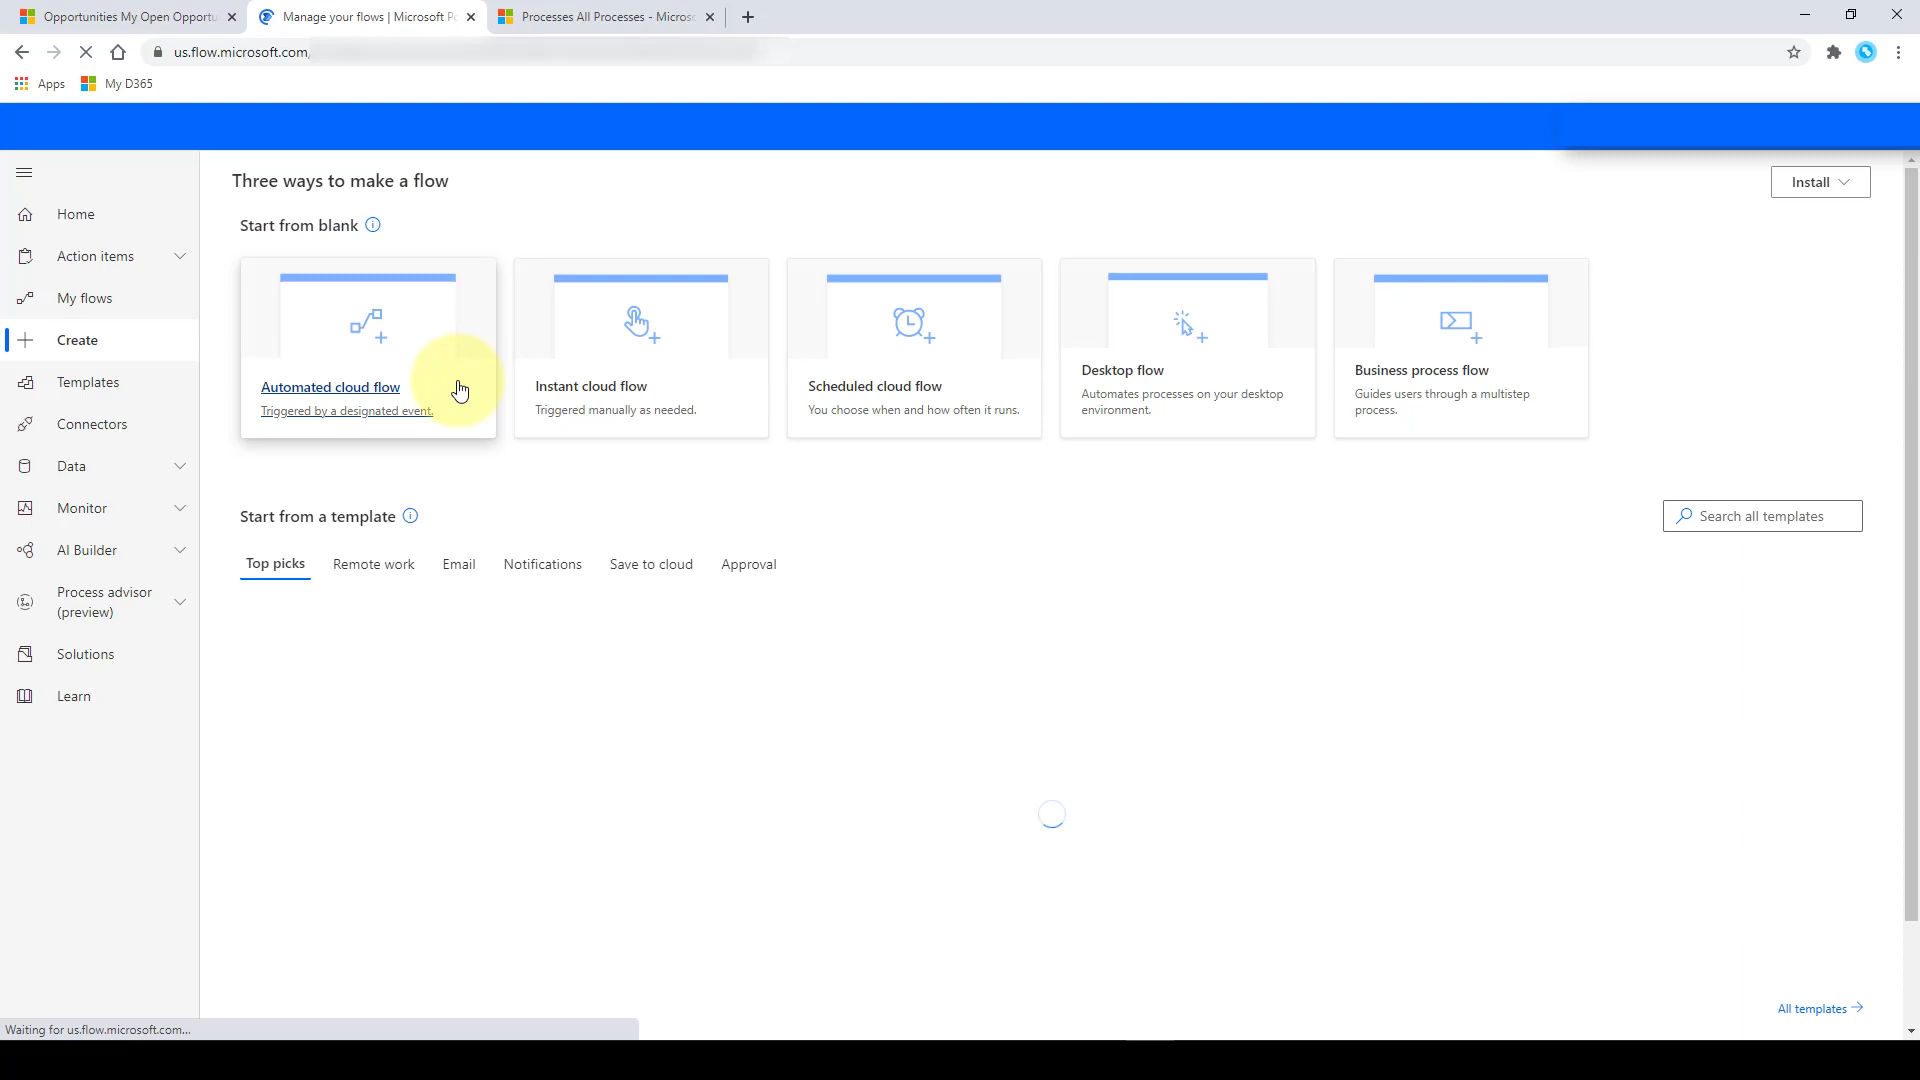 Opportunities My Open Opportu
Manage your flows | Microsoft Po
Processes All Processes - Micros
us.flow.microsoft.com,
Apps
My D365
Three ways to make a flow
Install
Start from blank
Home
Action items
My flows
Create
Templates
Connectors
Data
Monitor
AI Builder
Process advisor
(preview)
Solutions
Learn
Automated cloud flow
Triggered by a designated event.
Instant cloud flow
Triggered manually as needed.
Scheduled cloud flow
You choose when and how often it runs.
Desktop flow
Automates processes on your desktop
environment.
Business process flow
Guides users through a multistep
process.
Start from a template
Search all templates
Top picks
Remote work
Email
Notifications
Save to cloud
Approval
All templates
Waiting for us.flow.microsoft.com...